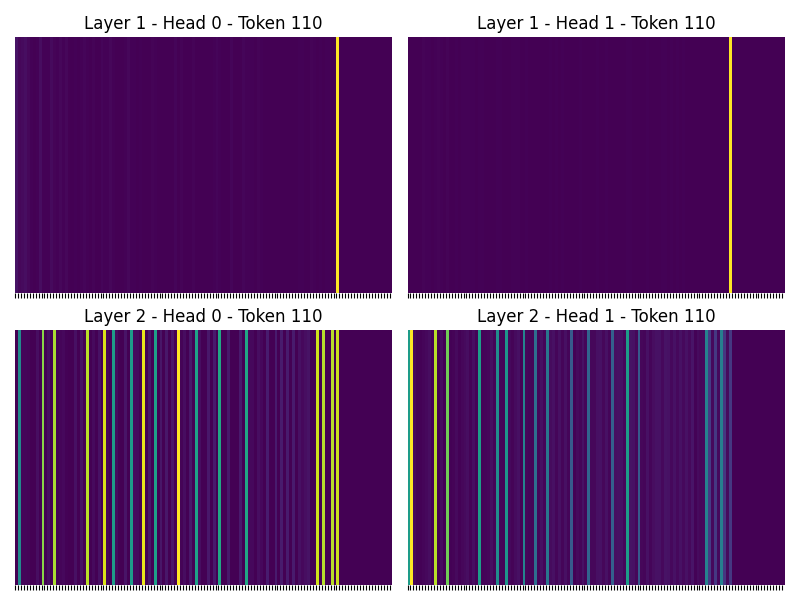 Layer 1 - Head 0 - Token 110
Layer 1 - Head 1 - Token 110
Layer 2 - Head 0 - Token 110
Layer 2 - Head 1 - Token 110